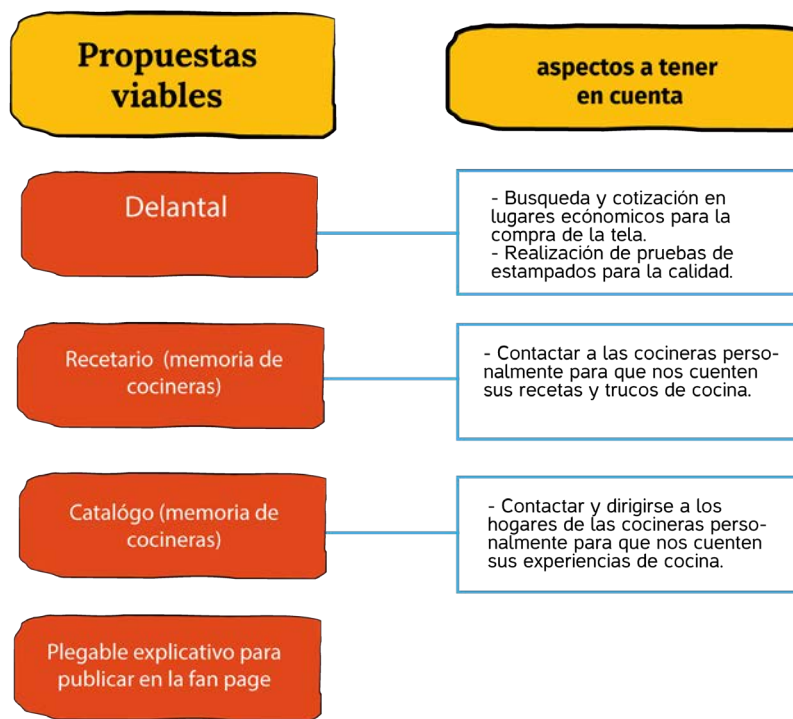 Propuestas
viables
aspectos a tener
en cuenta
Delantal
- Busqueda y cotización en
lugares ecónomicos para la
compra de la tela.
- Realización de pruebas de
estampados para la calidad.
Recetario (memoria de
cocineras)
- Contactar a las cocineras perso-
nalmente para que nos cuenten
sus recetas y trucos de cocina.
Catalógo (memoria de
cocineras)
- Contactar y dirigirse a los
hogares de las cocineras perso-
nalmente para que nos cuenten
sus experiencias de cocina.
Plegable explicativo para
publicar en la fan page